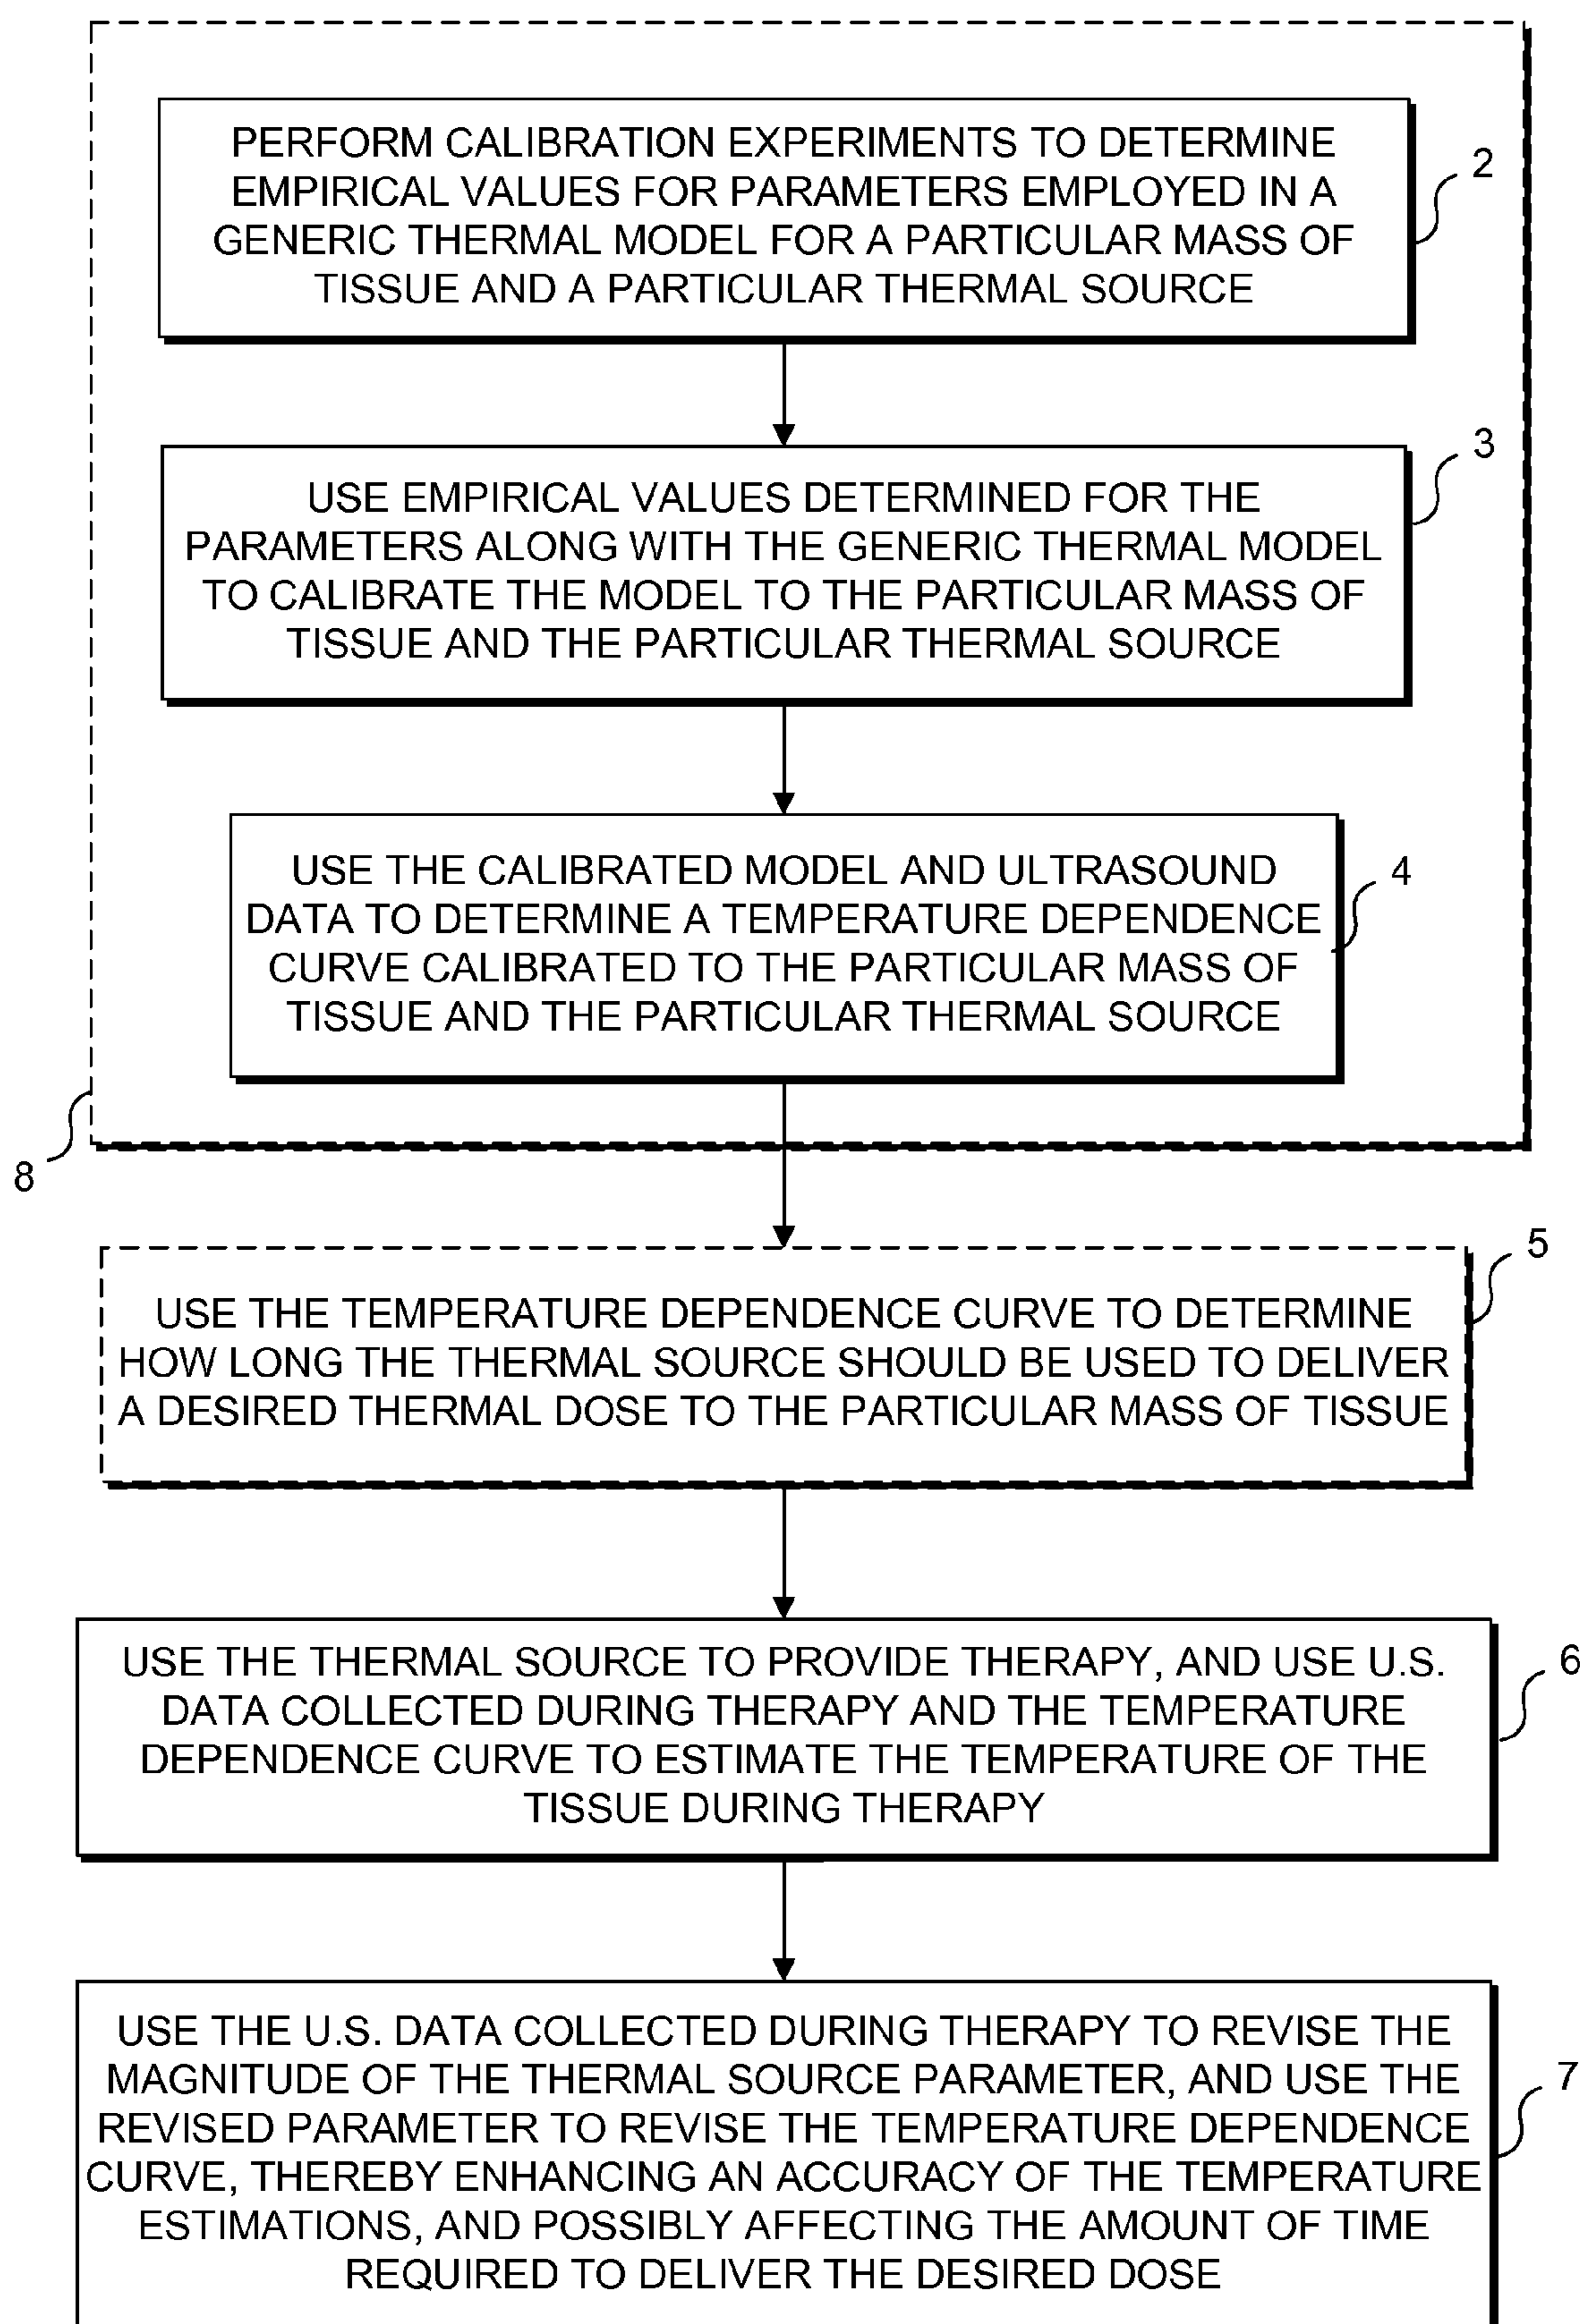 PERFORM CALIBRATION EXPERIMENTS TO DETERMINE
EMPIRICAL VALUES FOR PARAMETERS EMPLOYED IN A
GENERIC THERMAL MODEL FOR A PARTICULAR MASS OF
TISSUE AND A PARTICULAR THERMAL SOURCE
2
USE EMPIRICAL VALUES DETERMINED FOR THE
PARAMETERS ALONG WITH THE GENERIC THERMAL MODEL
TO CALIBRATE THE MODEL TO THE PARTICULAR MASS OF
TISSUE AND THE PARTICULAR THERMAL SOURCE
3
USE THE CALIBRATED MODEL AND ULTRASOUND
DATA TO DETERMINE A TEMPERATURE DEPENDENCE
CURVE CALIBRATED TO THE PARTICULAR MASS OF
TISSUE AND THE PARTICULAR THERMAL SOURCE
4
8
USE THE TEMPERATURE DEPENDENCE CURVE TO DETERMINE
HOW LONG THE THERMAL SOURCE SHOULD BE USED TO DELIVER
A DESIRED THERMAL DOSE TO THE PARTICULAR MASS OF TISSUE
5
USE THE THERMAL SOURCE TO PROVIDE THERAPY, AND USE U.S.
DATA COLLECTED DURING THERAPY AND THE TEMPERATURE
DEPENDENCE CURVE TO ESTIMATE THE TEMPERATURE OF THE
TISSUE DURING THERAPY
6
USE THE U.S. DATA COLLECTED DURING THERAPY TO REVISE THE
MAGNITUDE OF THE THERMAL SOURCE PARAMETER, AND USE THE
REVISED PARAMETER TO REVISE THE TEMPERATURE DEPENDENCE
CURVE, THEREBY ENHANCING AN ACCURACY OF THE TEMPERATURE
ESTIMATIONS, AND POSSIBLY AFFECTING THE AMOUNT OF TIME
REQUIRED TO DELIVER THE DESIRED DOSE
7